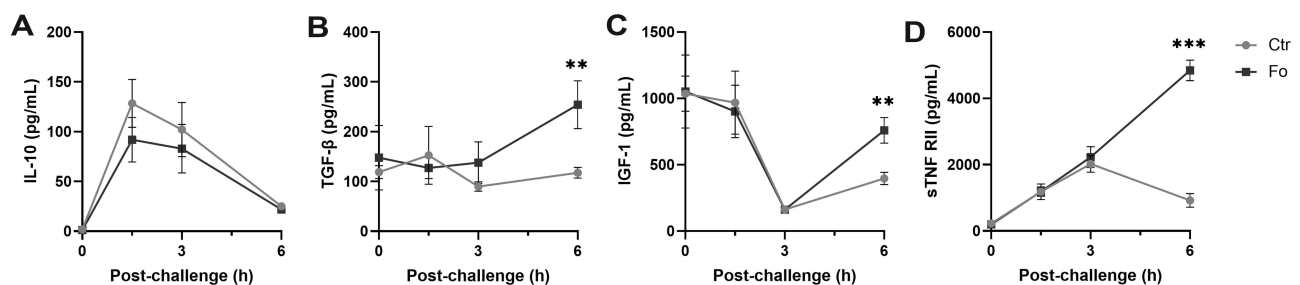 A
IL-10 (pg/mL)
200
150
100
50
0
0 3 6
Post-challenge (h)
B
TGF-β (pg/mL)
400
300
200
100
0
**
0 3 6
Post-challenge (h)
C
IGF-1 (pg/mL)
1500
1000
500
0
**
0 3 6
Post-challenge (h)
D
sTNF RII (pg/mL)
6000
4000
2000
0
***
0 3 6
Post-challenge (h)
Ctr
Fo